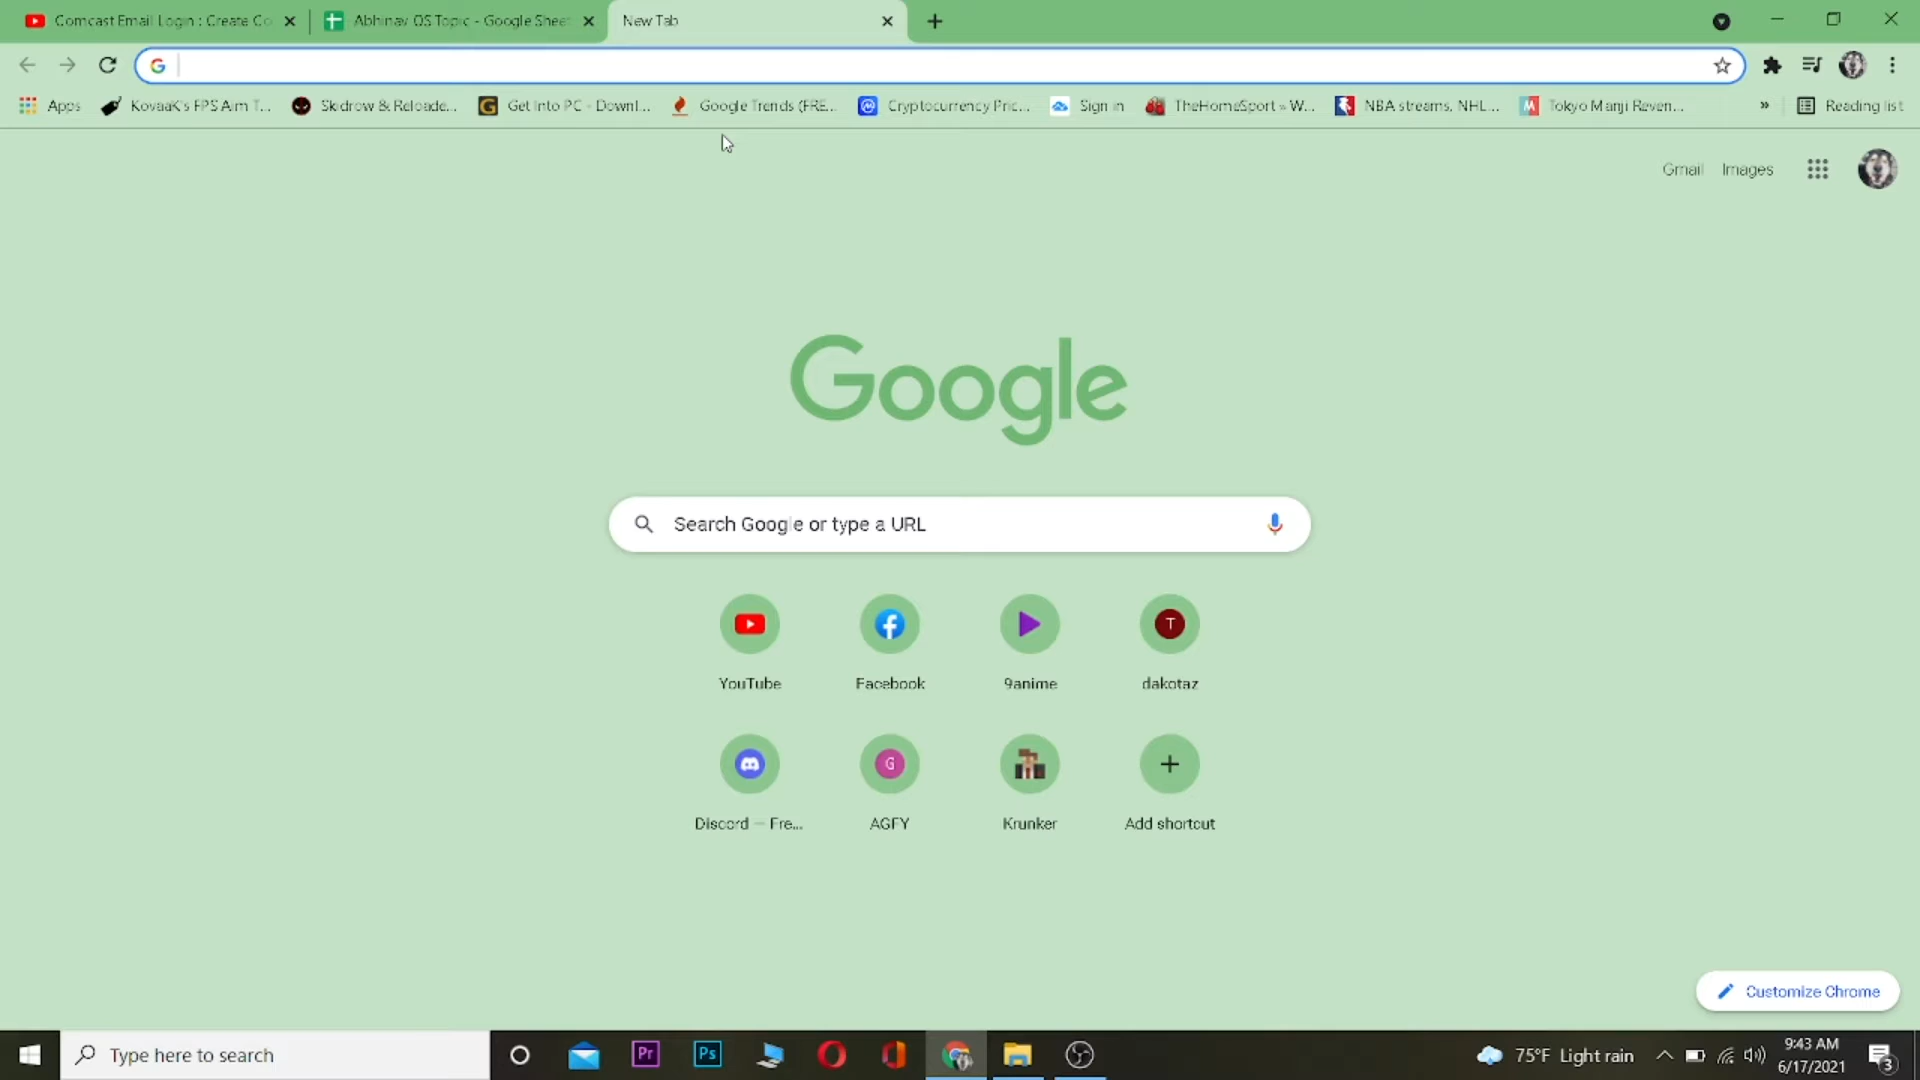 Comcast Email Login : Create Co
Abhinav OS Topic - Google Shee
New Tab
Apps
KovaaK's FPS Aim T...
Skidrow & Reloade...
Get Into PC - Downl...
Google Trends (FRE...
Cryptocurrency Pric...
Sign in
TheHomeSport » W...
NBA streams, NHL...
Tokyo Manji Reven...
»
Reading list
Gmail
Images
Google
Search Google or type a URL
YouTube
Facebook
9anime
T
dakotaz
Discord – Fre...
G
AGFY
Krunker
Add shortcut
Customize Chrome
Type here to search
Pr
Ps
75°F Light rain
9:43 AM
6/17/2021
3